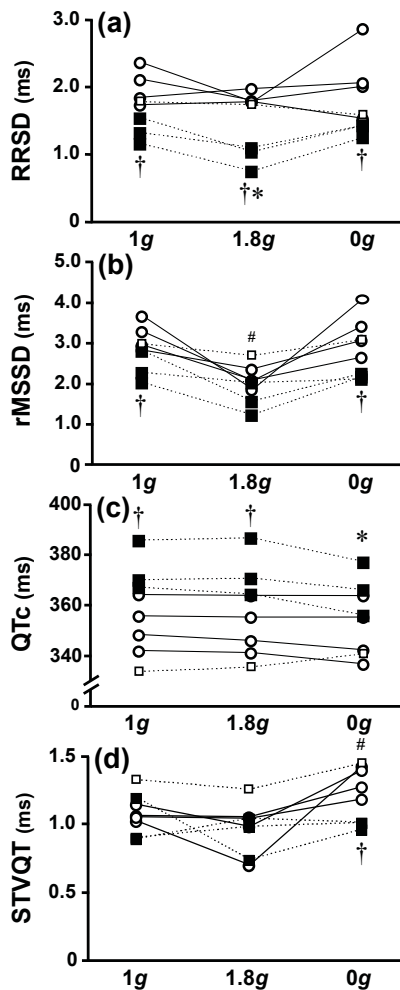 (a)
3.0
2.0
1.0
0
RRSD (ms)
†
†*
†
1g
1.8g
0g
(b)
5.0
4.0
3.0
2.0
1.0
0
rMSSD (ms)
#
†
†
1g
1.8g
0g
(c)
400
380
360
340
0
QTc (ms)
†
†
*
1g
1.8g
0g
(d)
1.5
1.0
0.5
0
STVQT (ms)
#
†
1g
1.8g
0g